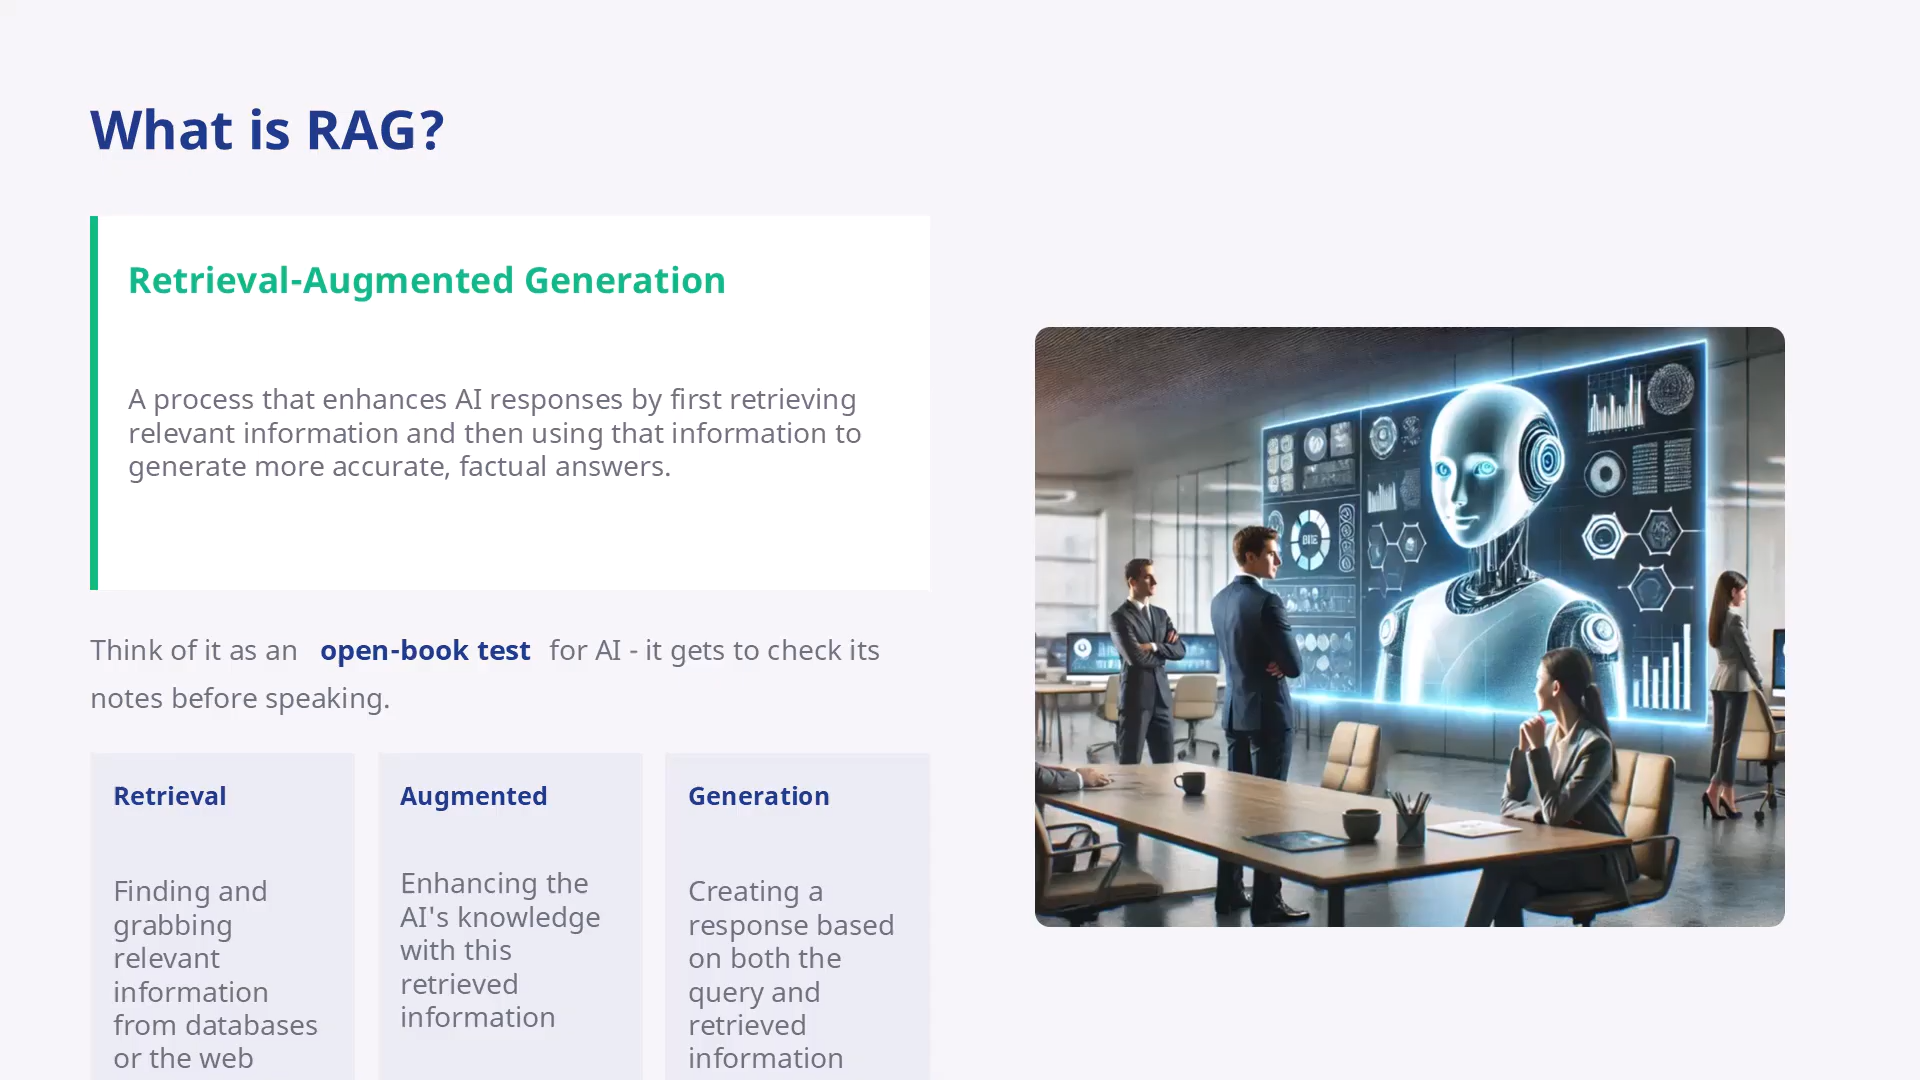 What is RAG?
Retrieval-Augmented Generation
A process that enhances AI responses by first retrieving
relevant information and then using that information to
generate more accurate, factual answers.
Think of it as an open-book test for AI - it gets to check its
notes before speaking.
Retrieval
Finding and
grabbing
relevant
information
from databases
or the web
Augmented
Enhancing the
AI's knowledge
with this
retrieved
information
Generation
Creating a
response based
on both the
query and
retrieved
information